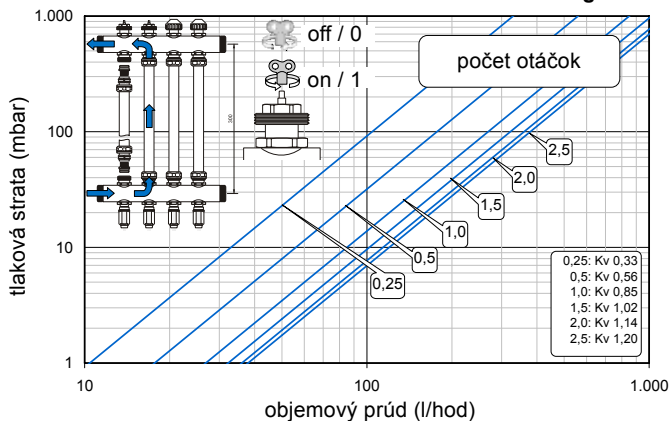 1.000
off / 0
on / 1
počet otáčok
300
100
10
1
tlaková strata (mbar)
2,5
2,0
1,5
1,0
0,5
0,25
0,25: Kv 0,33
0,5: Kv 0,56
1,0: Kv 0,85
1,5: Kv 1,02
2,0: Kv 1,14
2,5: Kv 1,20
10
100
1.000
objemový prúd (l/hod)